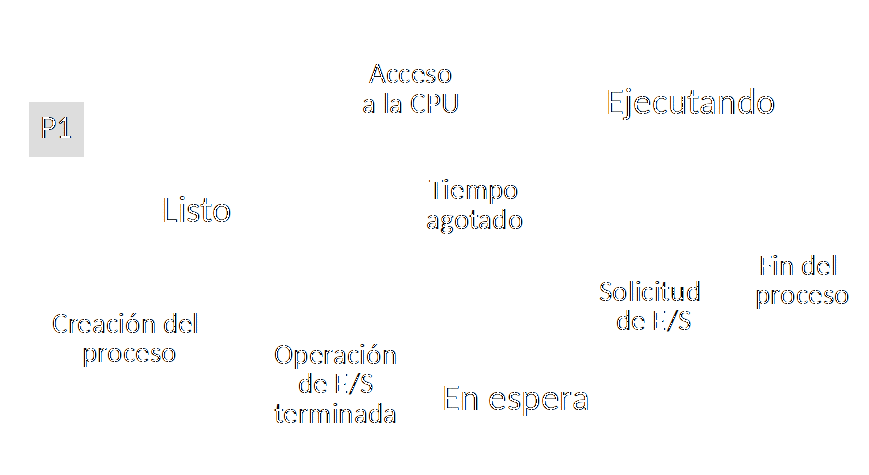 Acceso
a la CPU
Ejecutando
P1
Tiempo
agotado
Listo
Fin del
proceso
Solicitud
de E/S
Creación del
proceso
Operación
de E/S
terminada
En espera